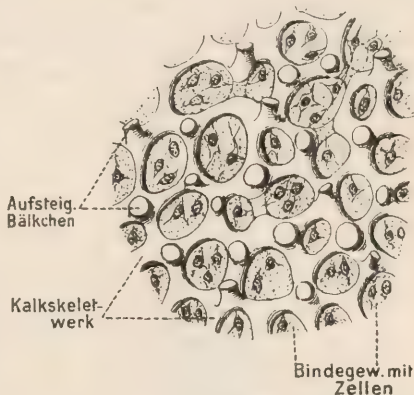 Aufsteig.
Bälkchen
Kalkskelet-
werk
Bindegew. mit
Zellen